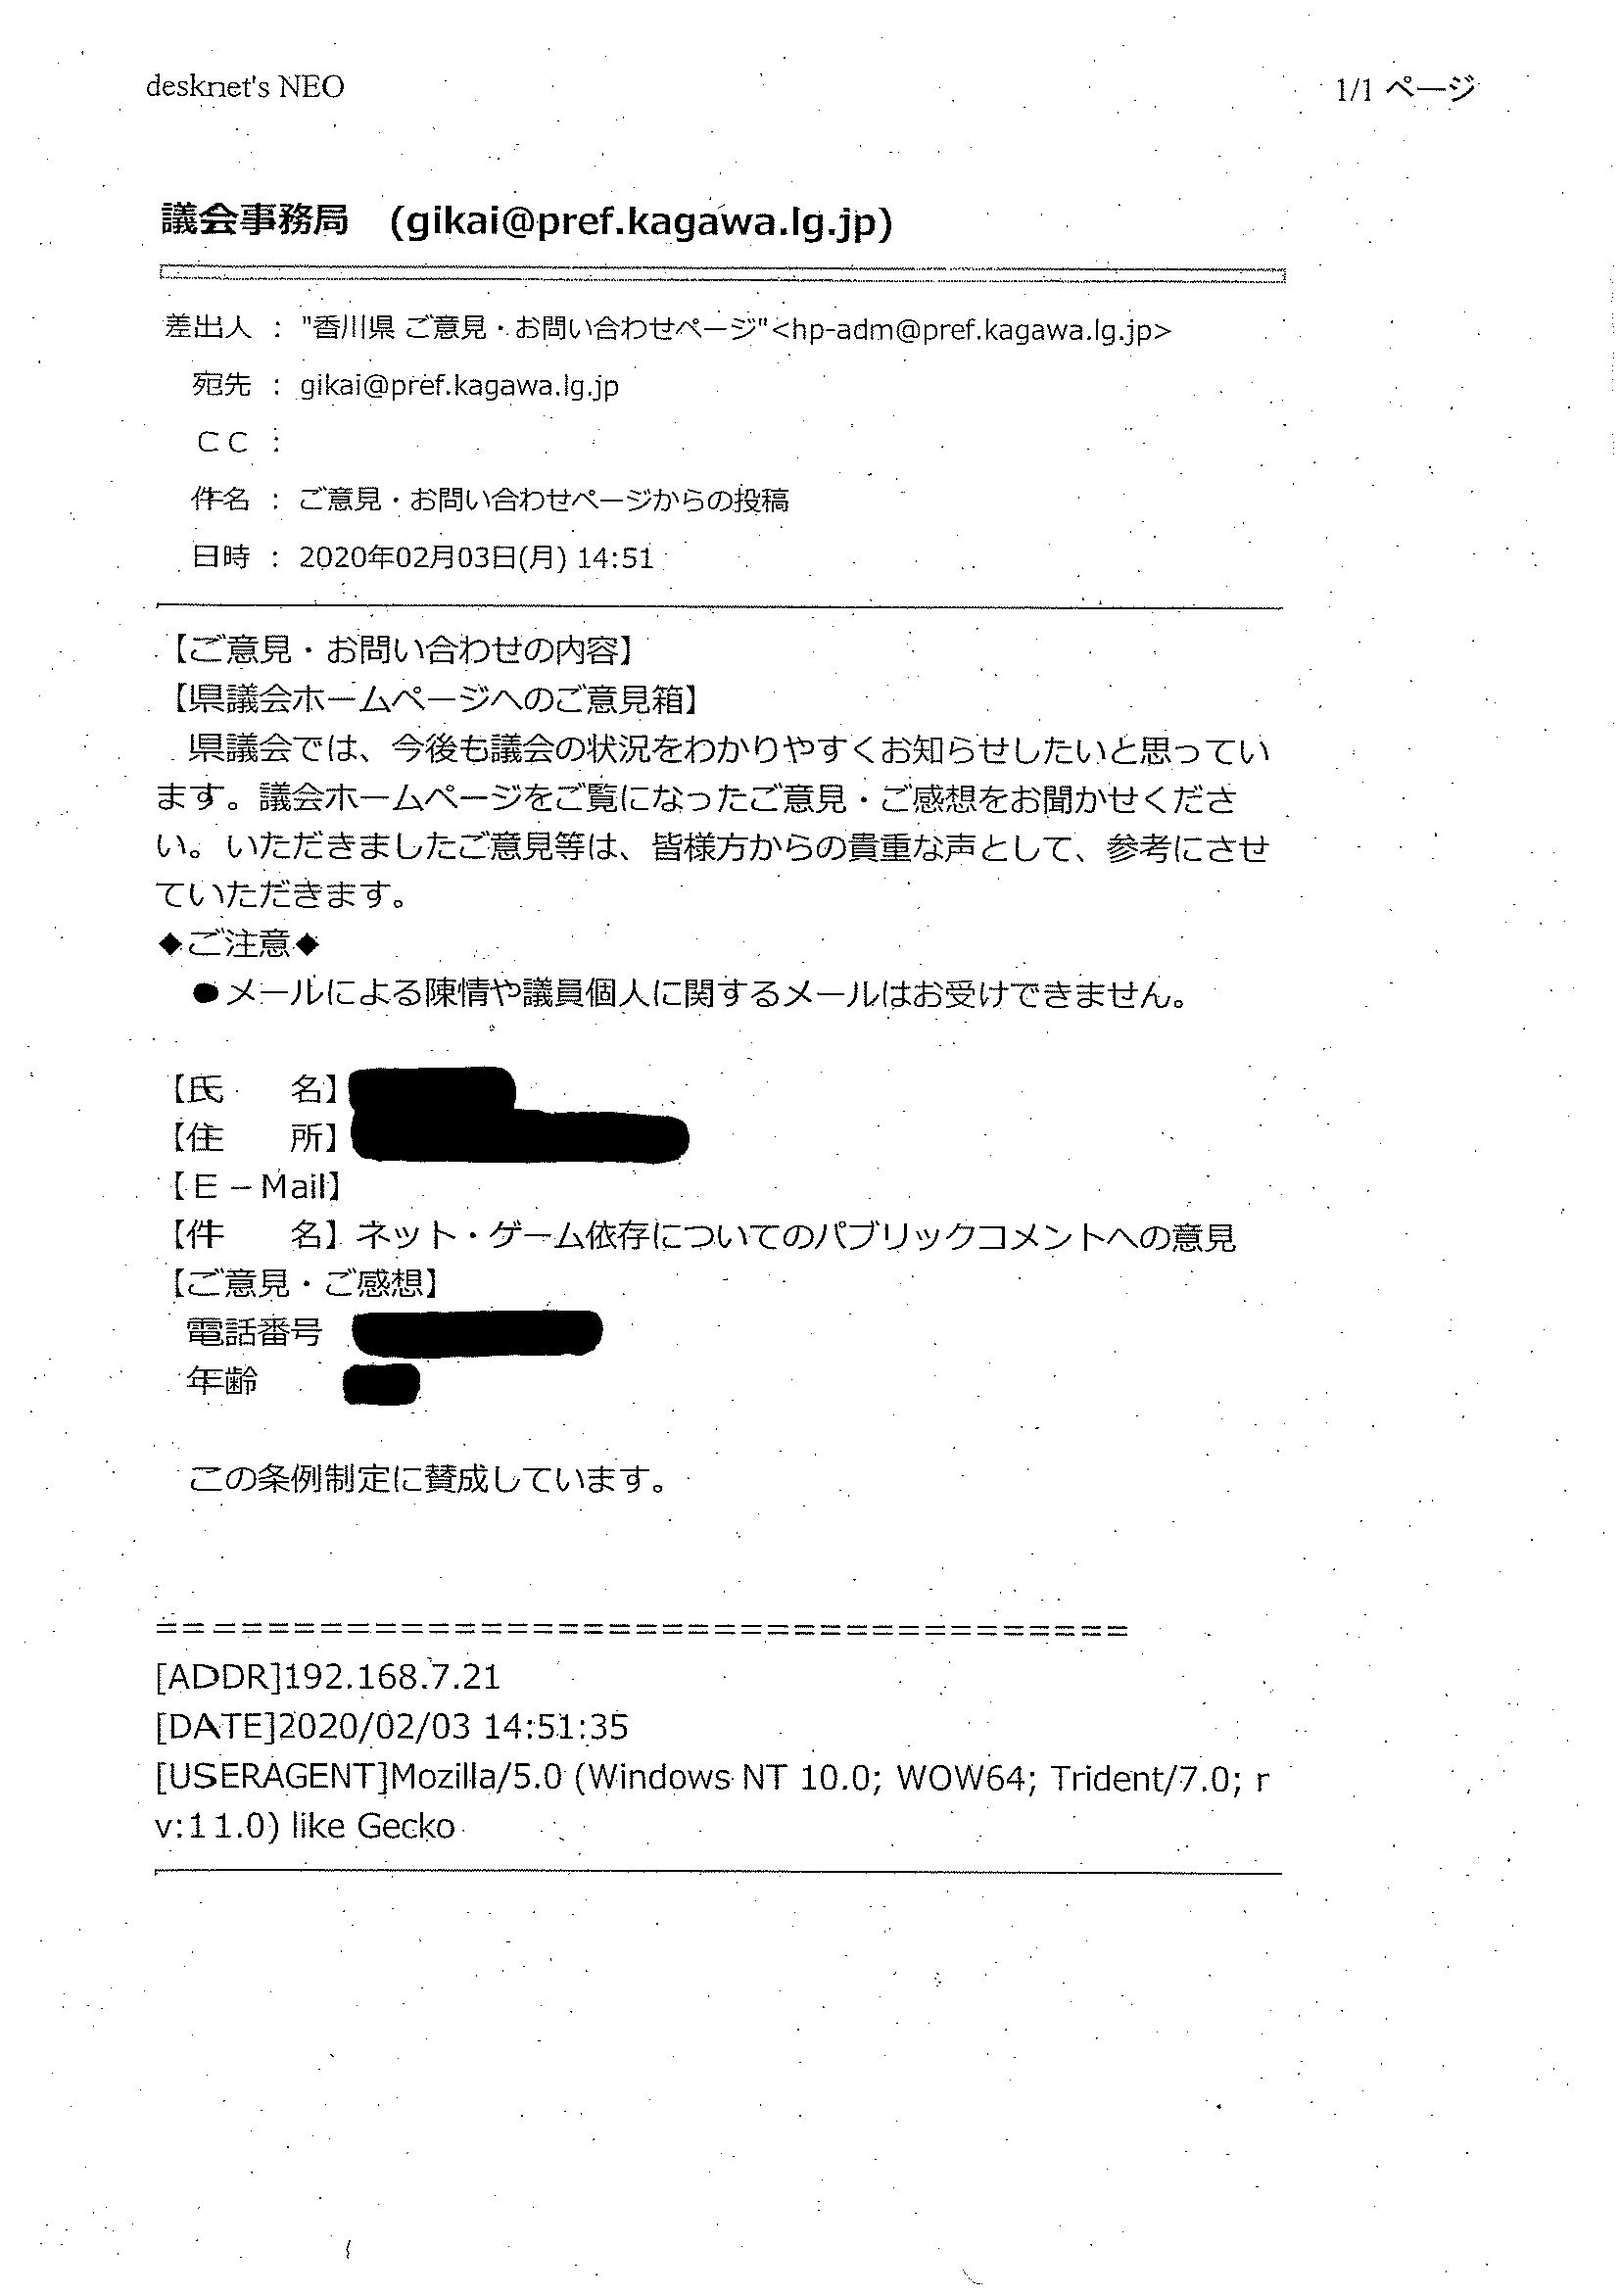 desknet's NEO
1/1 ページ
議会事務局　(gikai@pref.kagawa.lg.jp)
差出人 ： "香川県 ご意見・お問い合わせページ"<hp-adm@pref.kagawa.lg.jp>
宛先 ： gikai@pref.kagawa.lg.jp
ＣＣ ：
件名 ： ご意見・お問い合わせページからの投稿
日時 ： 2020年02月03日(月) 14:51
【ご意見・お問い合わせの内容】
【県議会ホームページへのご意見箱】
　県議会では、今後も議会の状況をわかりやすくお知らせしたいと思ってい
ます。議会ホームページをご覧になったご意見・ご感想をお聞かせくださ
い。いただきましたご意見等は、皆様方からの貴重な声として、参考にさせ
ていただきます。
◆ご注意◆
　●メールによる陳情や議員個人に関するメールはお受けできません。
【氏　　名】
【住　　所】
【Ｅ－Mail】
【件　　名】ネット・ゲーム依存についてのパブリックコメントへの意見
【ご意見・ご感想】
電話番号
年齢
この条例制定に賛成しています。
＝＝＝＝＝＝＝＝＝＝＝＝＝＝＝＝＝＝＝＝＝＝＝＝＝＝＝＝＝＝＝＝＝＝＝＝＝
[ADDR]192.168.7.21
[DATE]2020/02/03 14:51:35
[USERAGENT]Mozilla/5.0 (Windows NT 10.0; WOW64; Trident/7.0; r
v:11.0) like Gecko